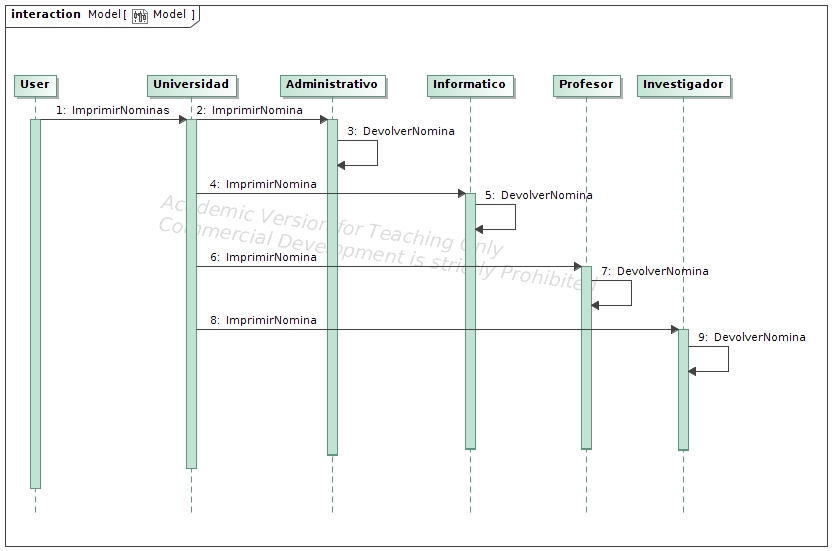 interaction Model[ Model ]
User
Universidad
Administrativo
Informatico
Profesor
Investigador
1: ImprimirNominas
2: ImprimirNomina
3: DevolverNomina
4: ImprimirNomina
5: DevolverNomina
Academic Version for Teaching Only
Commercial Development is strictly Prohibited
6: ImprimirNomina
7: DevolverNomina
8: ImprimirNomina
9: DevolverNomina